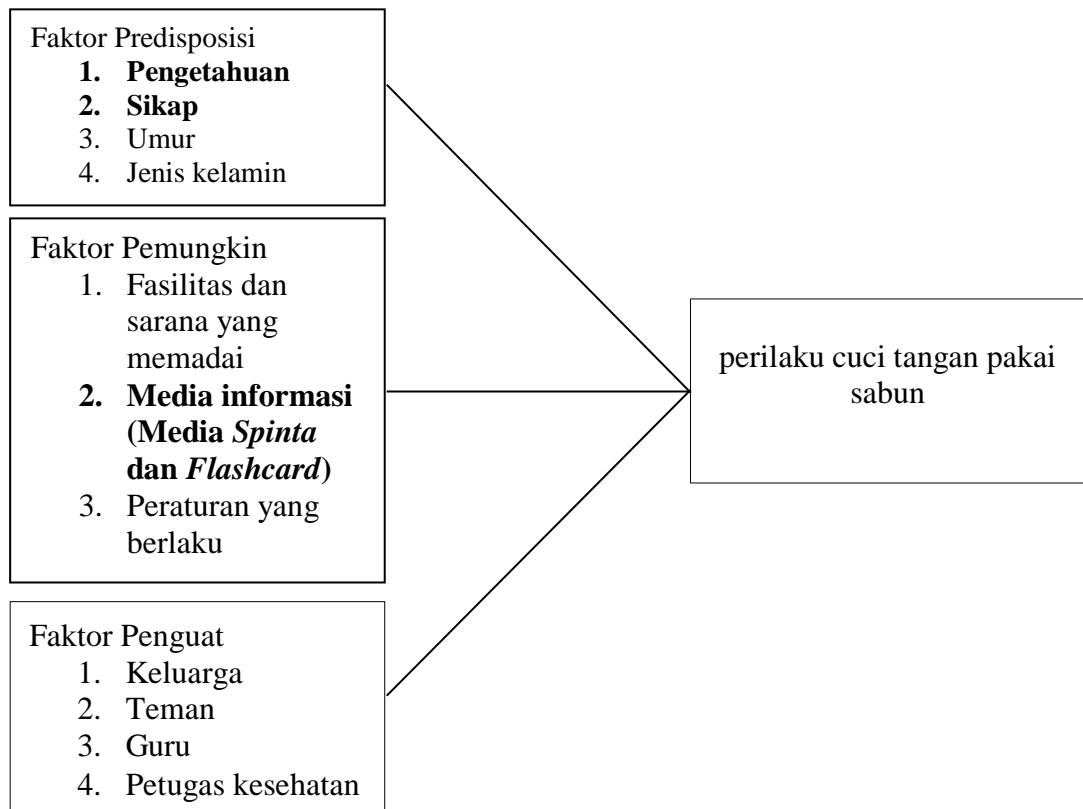 Faktor Predisposisi
1. Pengetahuan
2. Sikap
3. Umur
4. Jenis kelamin
Faktor Pemungkin
1. Fasilitas dan
sarana yang
memadai
2. Media informasi
(Media Spinta
dan Flashcard)
3. Peraturan yang
berlaku
Faktor Penguat
1. Keluarga
2. Teman
3. Guru
4. Petugas kesehatan
perilaku cuci tangan pakai
sabun